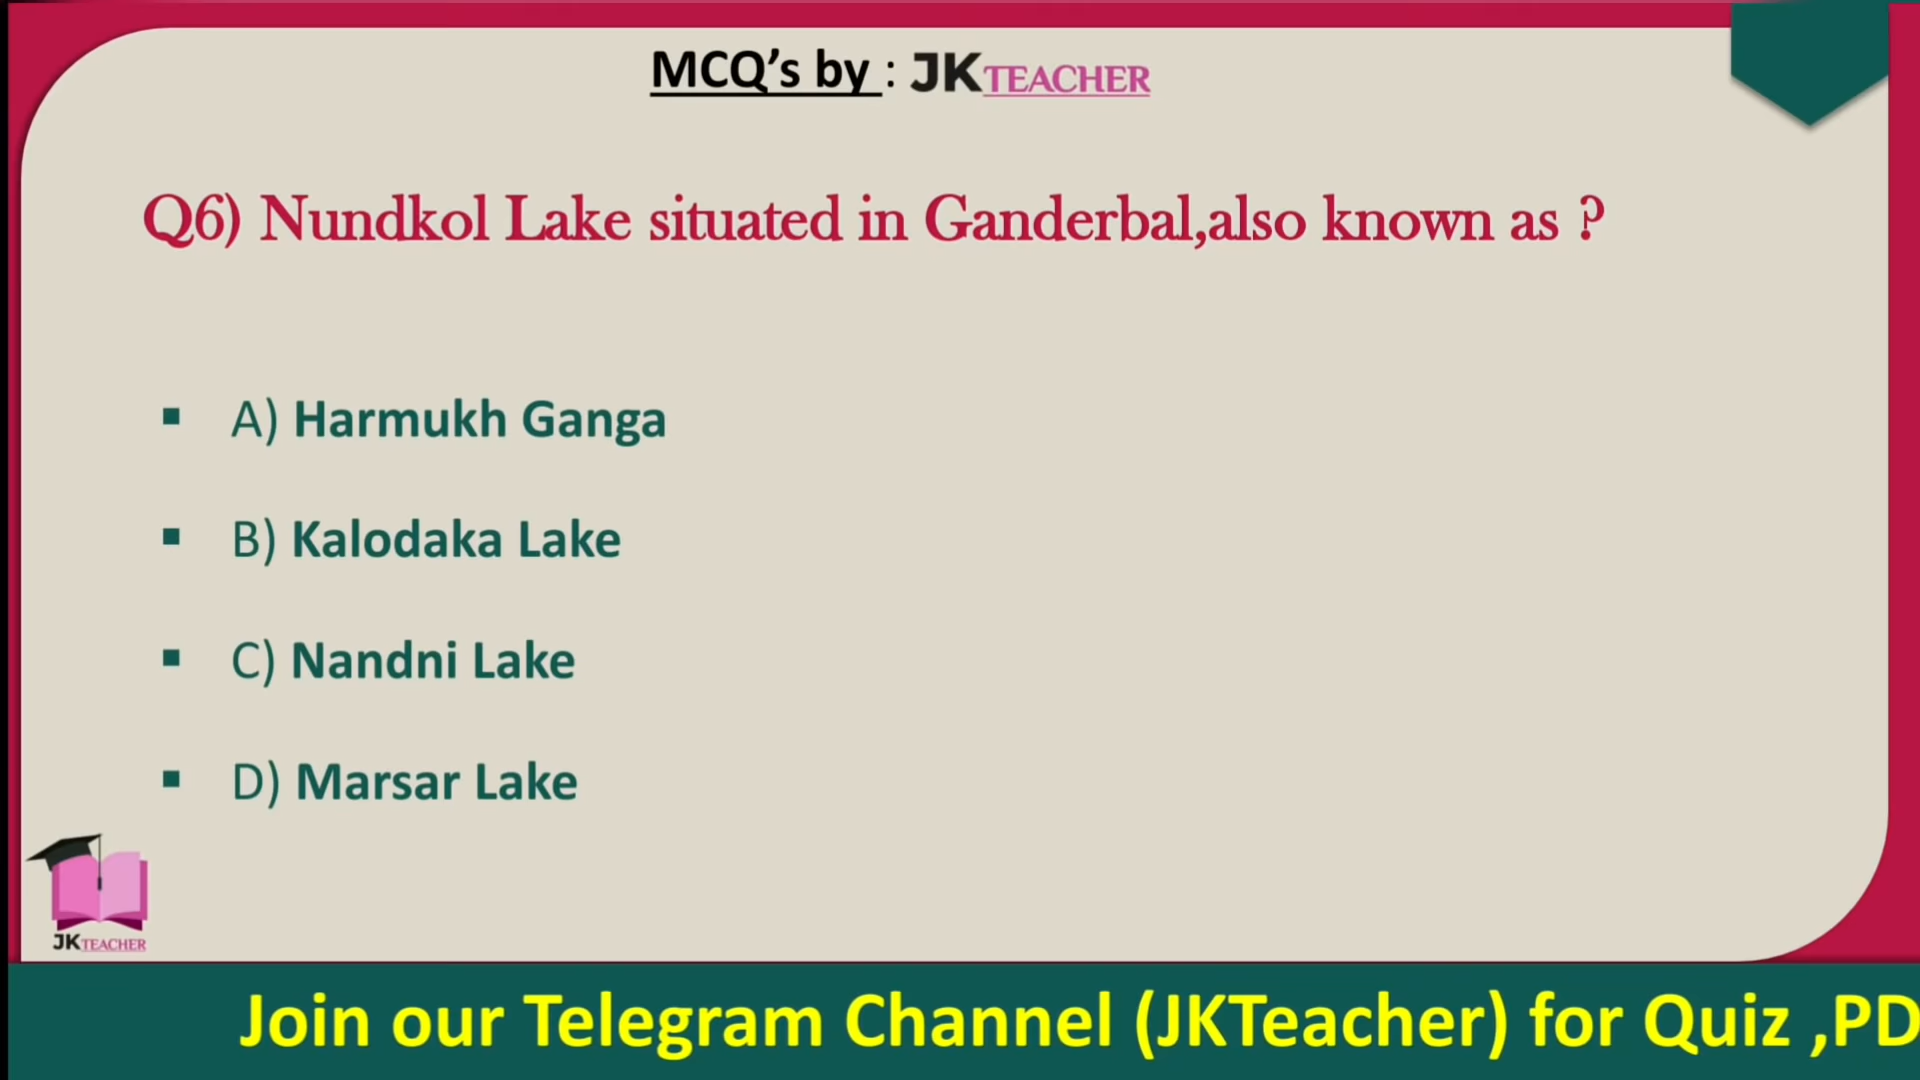 MCQ’s by : JKTEACHER
Q6) Nundkol Lake situated in Ganderbal,also known as ?
▪ A) Harmukh Ganga
▪ B) Kalodaka Lake
▪ C) Nandni Lake
▪ D) Marsar Lake
JKTEACHER
Join our Telegram Channel (JKTeacher) for Quiz ,PD